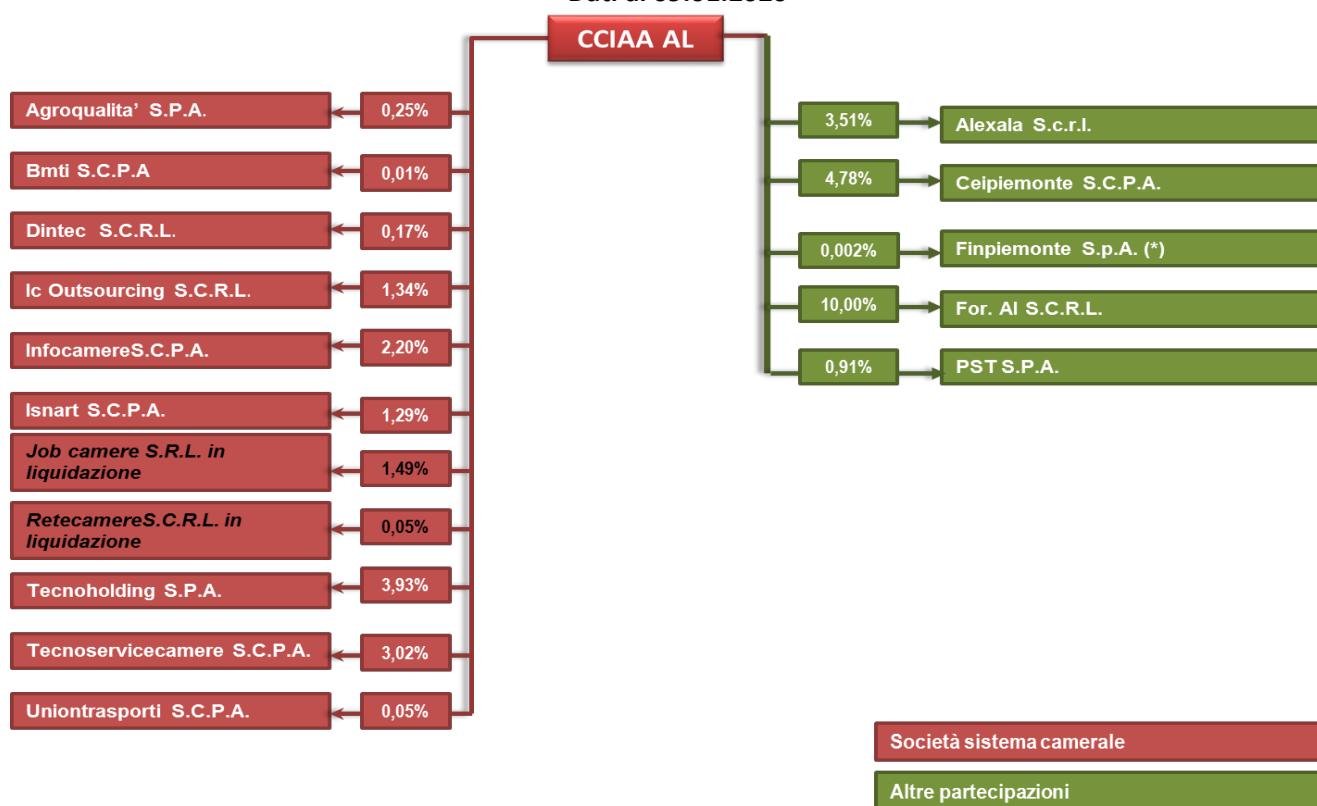 CCIAA AL
Agroqualita' S.P.A.
0,25%
Bmti S.C.P.A
0,01%
Dintec S.C.R.L.
0,17%
Ic Outsourcing S.C.R.L.
1,34%
InfocamereS.C.P.A.
2,20%
Isnart S.C.P.A.
1,29%
Job camere S.R.L. in
liquidazione
1,49%
RetecamereS.C.R.L. in
liquidazione
0,05%
Tecnoholding S.P.A.
3,93%
Tecnoservicecamere S.C.P.A.
3,02%
Uniontrasporti S.C.P.A.
0,05%
3,51%
Alexala S.c.r.l.
4,78%
Ceipiemonte S.C.P.A.
0,002%
Finpiemonte S.p.A. (*)
10,00%
For. Al S.C.R.L.
0,91%
PST S.P.A.
Società sistema camerale
Altre partecipazioni